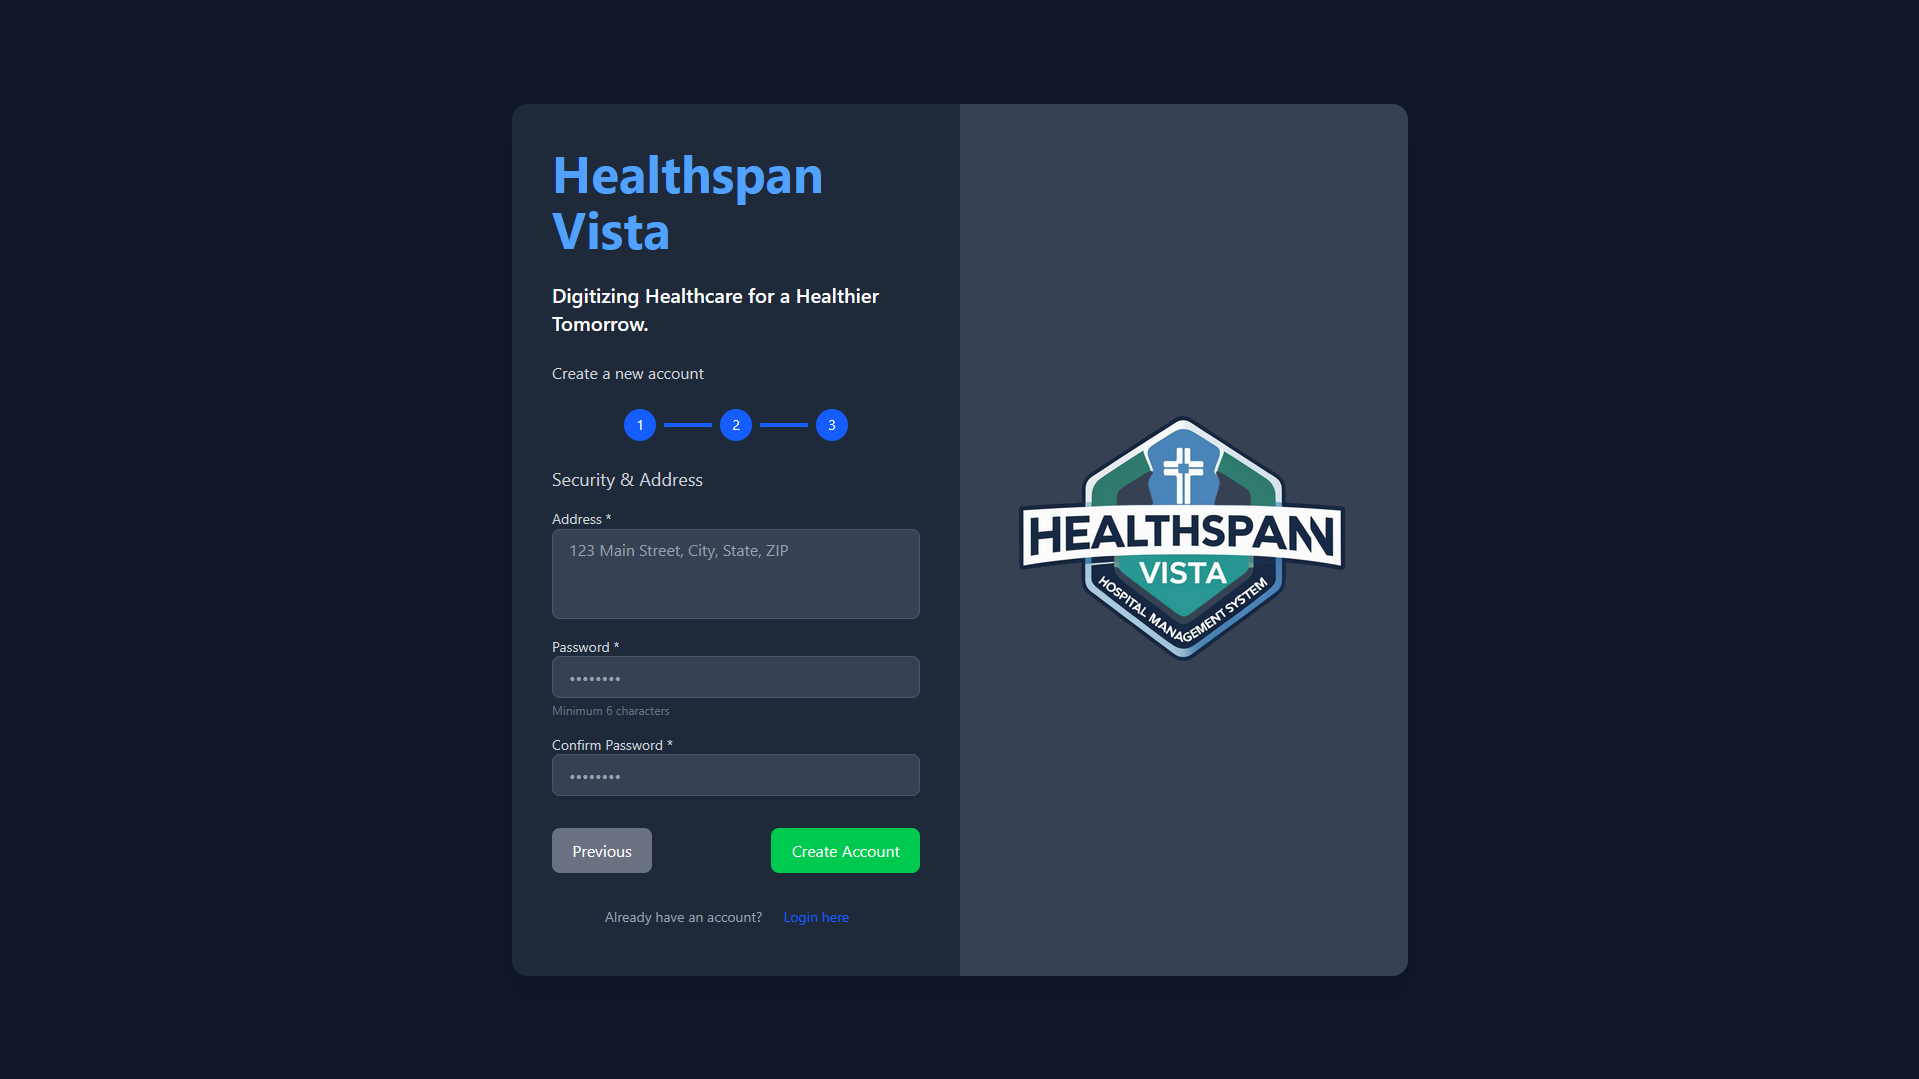 Healthspan
Vista
Digitizing Healthcare for a Healthier
Tomorrow.
Create a new account
1 2 3
Security & Address
Address *
123 Main Street, City, State, ZIP
Password *
••••••••
Minimum 6 characters
Confirm Password *
••••••••
Previous Create Account
Already have an account? Login here
HEALTHSPANN
VISTA
HOSPITAL MANAGEMENT SYSTEM